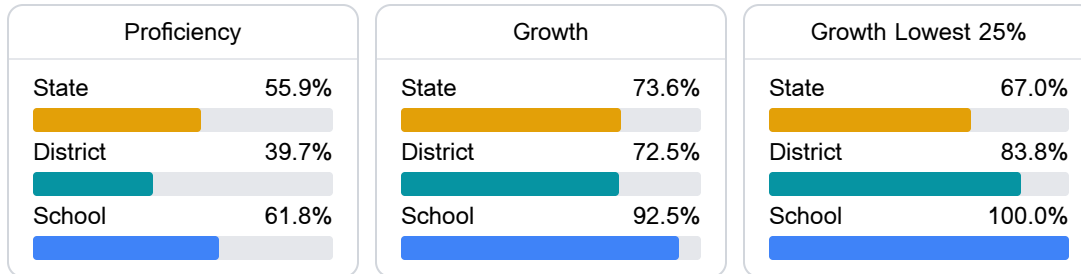 Proficiency
State 55.9%
District 39.7%
School 61.8%
Growth
State 73.6%
District 72.5%
School 92.5%
Growth Lowest 25%
State 67.0%
District 83.8%
School 100.0%